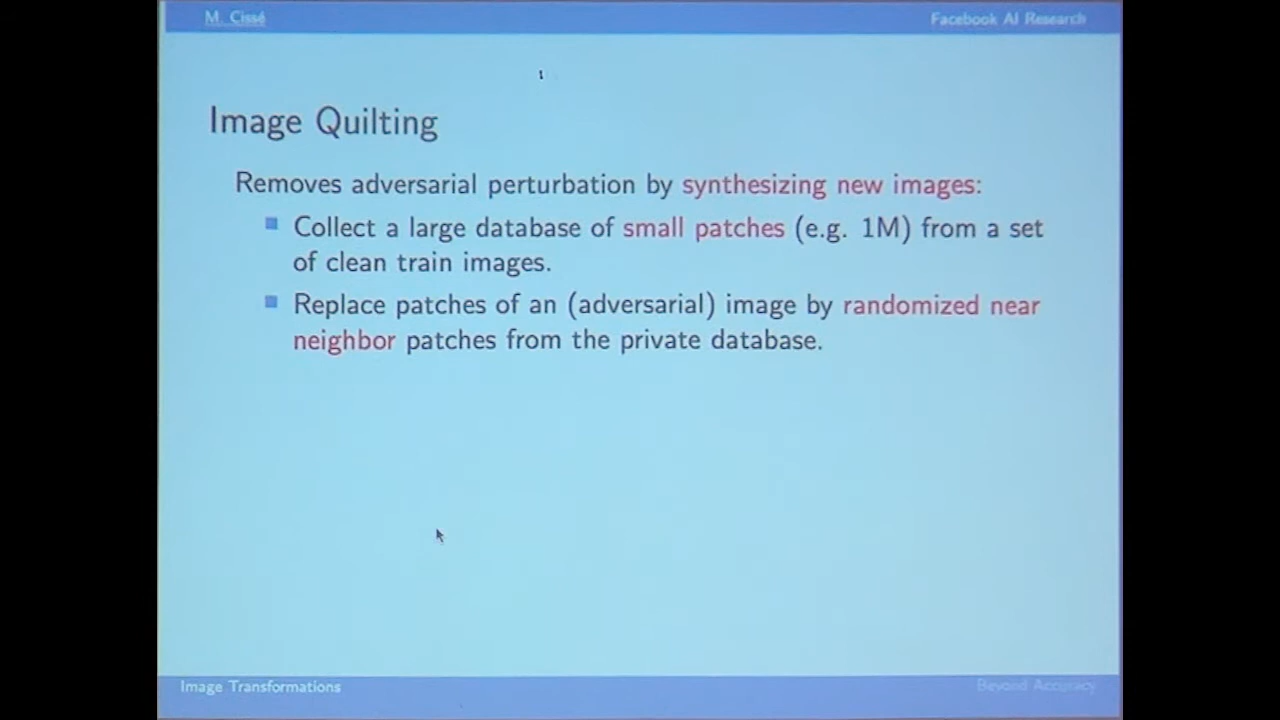 M. Cissé
Facebook AI Research
Image Quilting
Removes adversarial perturbation by synthesizing new images:
Collect a large database of small patches (e.g. 1M) from a set
of clean train images.
Replace patches of an (adversarial) image by randomized near
neighbor patches from the private database.
Image Transformations
Beyond Accuracy